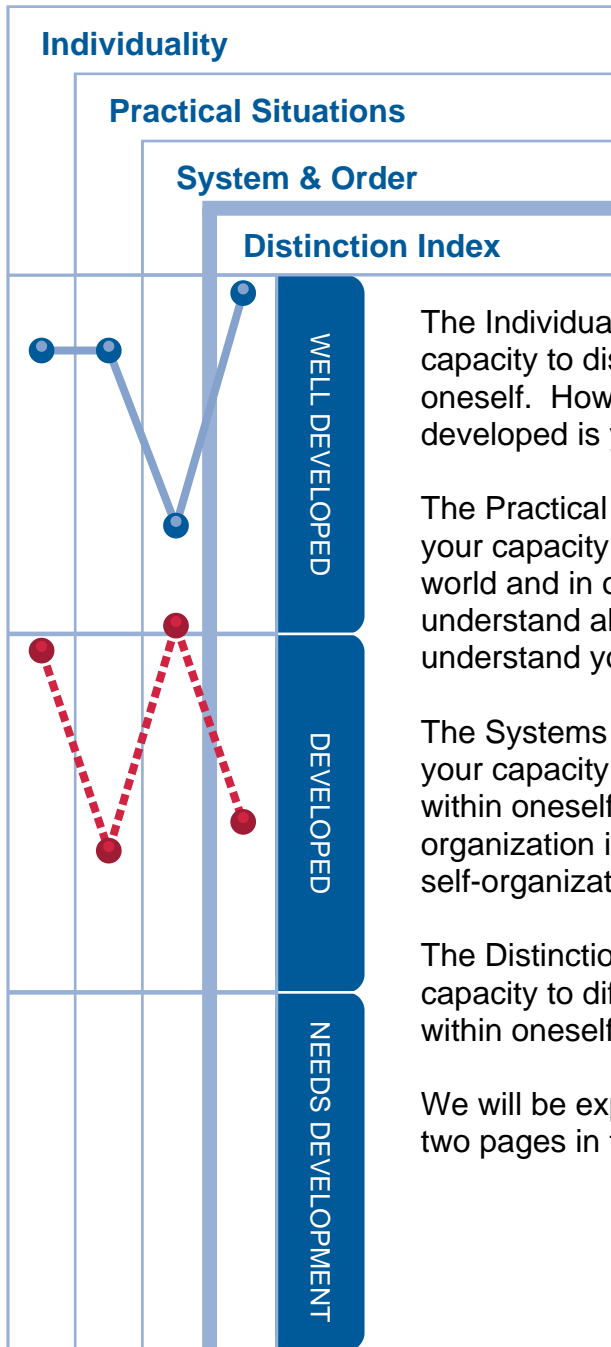 Individuality
Practical Situations
System & Order
Distinction Index
WELL DEVELOPED
DEVELOPED
NEEDS DEVELOPMENT
The Individua
capacity to dis
oneself. How
developed is
The Practical
your capacity
world and in
understand al
understand yo
The Systems
your capacity
within oneself
organization i
self-organizat
The Distinctio
capacity to dif
within oneself
We will be exp
two pages in